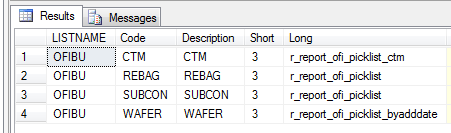 Results Messages
LISTNAME Code Description Short Long
1 OFIBU CTM CTM 3 r_report_ofi_picklist_ctm
2 OFIBU REBAG REBAG 3 r_report_ofi_picklist
3 OFIBU SUBCON SUBCON 3 r_report_ofi_picklist
4 OFIBU WAFER WAFER 3 r_report_ofi_picklist_byadddate